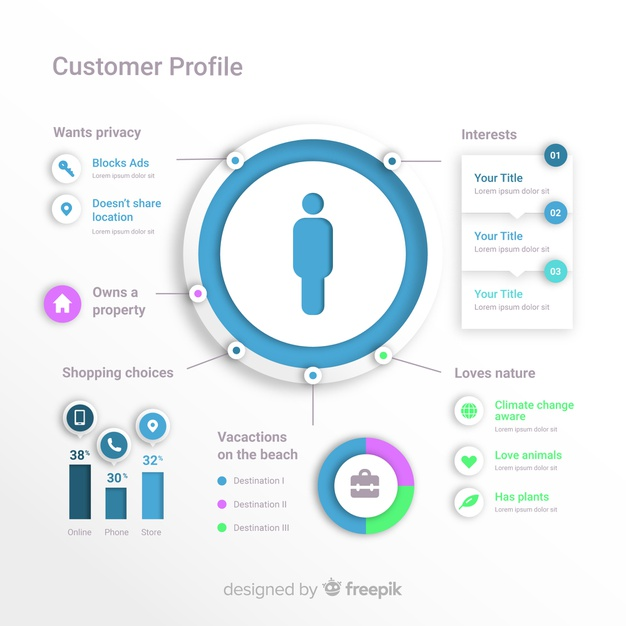 Customer Profile
Wants privacy
Blocks Ads
Lorem ipsum dolor sit
Doesn't share
location
Lorem ipsum dolor sit
Owns a
property
Shopping choices
38%
30%
32%
Online
Phone
Store
Vacactions
on the beach
Destination I
Destination II
Destination III
Interests
01
Your Title
Lorem ipsum dolor sit
02
Your Title
Lorem ipsum dolor sit
03
Your Title
Lorem ipsum dolor sit
Loves nature
Climate change
aware
Lorem ipsum dolor sit
Love animals
Lorem ipsum dolor sit
Has plants
Lorem ipsum dolor sit
designed by freepik